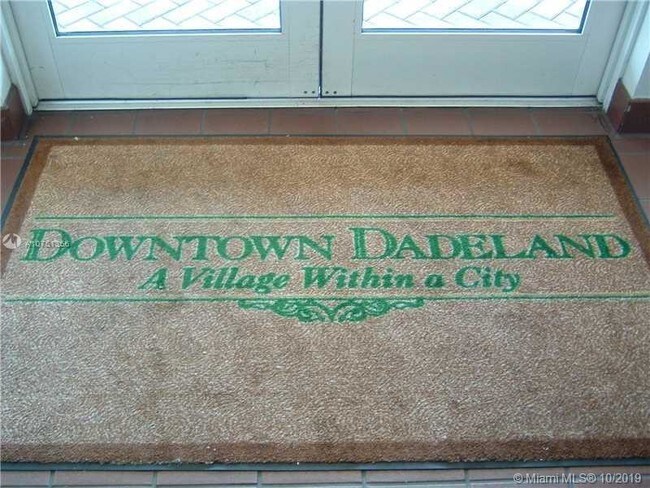 DOWNTOWN DADELAND
A Village Within a City
© Miami MLS ® 10/2019